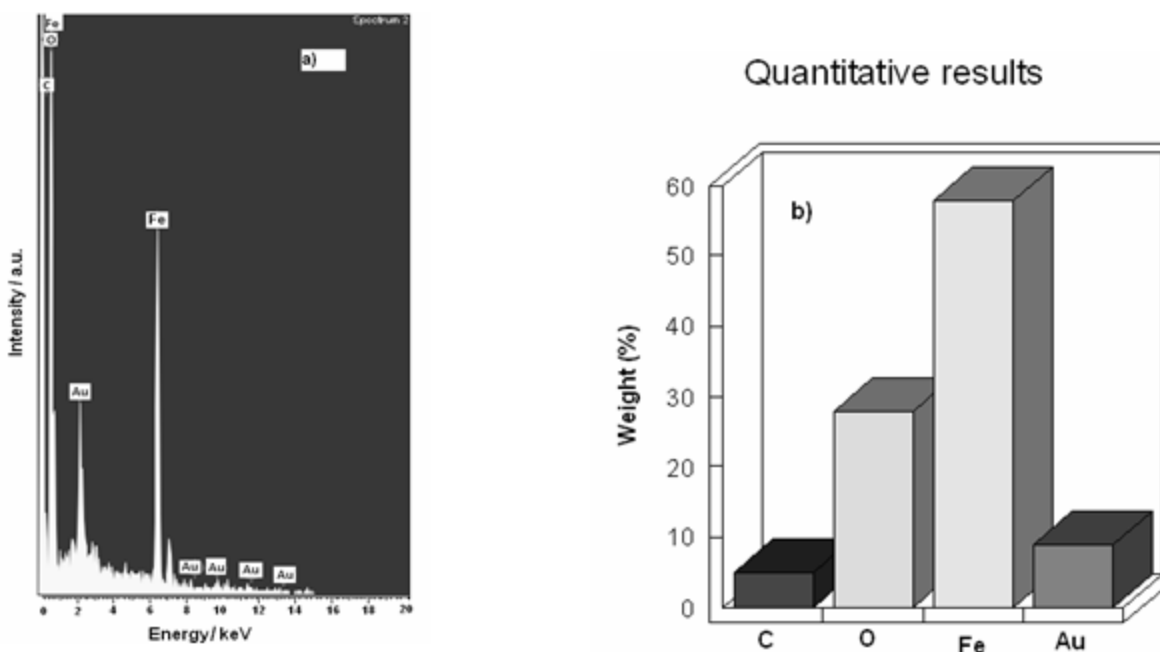 Fe
O
C
Spectrum 2
a)
Fe
Au
Au
Au
Au
Au
Intensity / a.u.
0 2 4 6 8 10 12 14 16 18 20
Energy/ keV
Quantitative results
b)
60
50
40
30
20
10
0
Weight (%)
C O Fe Au